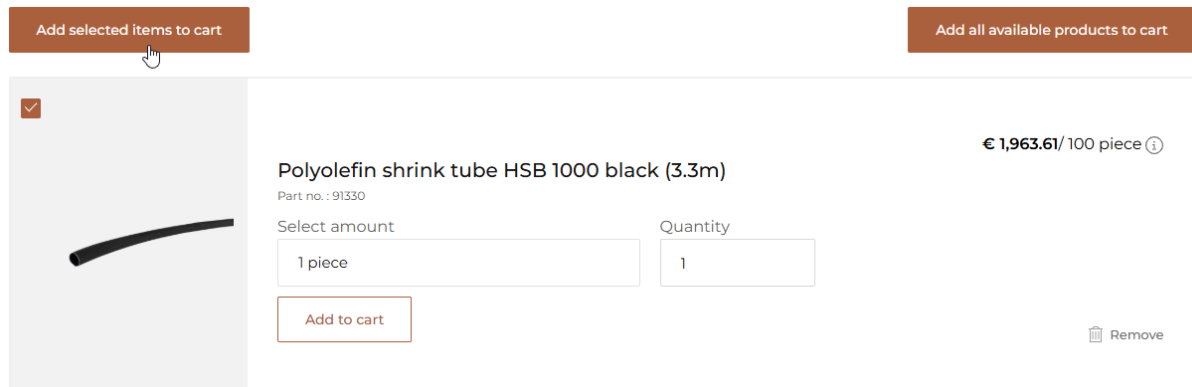 Add selected items to cart
Add all available products to cart
€ 1,963.61/ 100 piece
Polyolefin shrink tube HSB 1000 black (3.3m)
Part no. : 91330
Select amount
Quantity
1 piece
1
Add to cart
Remove